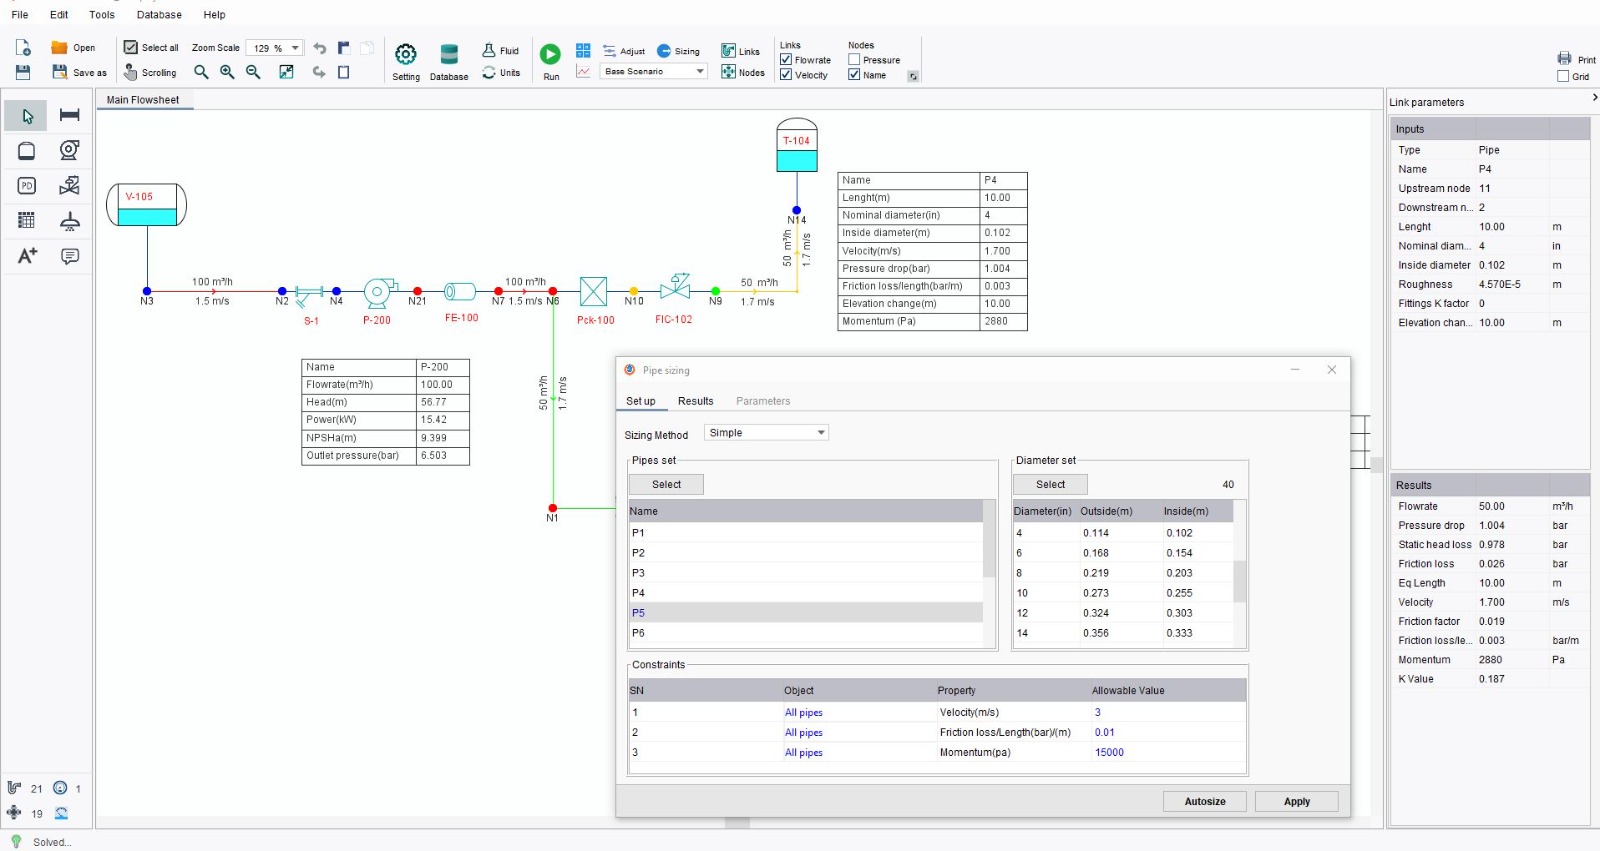 File Edit Tools Database Help
Open Select all Zoom Scale 129 % Fluid Adjust Sizing Links Links Nodes
Flowrate Pressure Print
Save as Scrolling Setting Database Units Run Base Scenario Nodes Velocity Name Grid
Main Flowsheet
V-105
T-104
N14
50 m³/h
1.7 m/s
100 m³/h
1.5 m/s
100 m³/h
1.5 m/s
50 m³/h
1.7 m/s
N3 N2 N4 N21 N7 N6 N10 N9
S-1 P-200 FE-100 Pck-100 FIC-102
50 m³/h
1.7 m/s
N1
Name P4
Lenght(m) 10.00
Nominal diameter(in) 4
Inside diameter(m) 0.102
Velocity(m/s) 1.700
Pressure drop(bar) 1.004
Friction loss/length(bar/m) 0.003
Elevation change(m) 10.00
Momentum (Pa) 2880
Name P-200
Flowrate(m³/h) 100.00
Head(m) 56.77
Power(kW) 15.42
NPSHa(m) 9.399
Outlet pressure(bar) 6.503
Pipe sizing
Set up Results Parameters
Sizing Method Simple
Pipes set
Select
Name
P1
P2
P3
P4
P5
P6
Diameter set
Select 40
Diameter(in) Outside(m) Inside(m)
4 0.114 0.102
6 0.168 0.154
8 0.219 0.203
10 0.273 0.255
12 0.324 0.303
14 0.356 0.333
Constraints
SN Object Property Allowable Value
1 All pipes Velocity(m/s) 3
2 All pipes Friction loss/Length(bar)/(m) 0.01
3 All pipes Momentum(pa) 15000
Autosize Apply
Link parameters
Inputs
Type Pipe
Name P4
Upstream node 11
Downstream n... 2
Lenght 10.00 m
Nominal diam... 4 in
Inside diameter 0.102 m
Roughness 4.570E-5 m
Fittings K factor 0
Elevation chan... 10.00 m
Results
Flowrate 50.00 m³/h
Pressure drop 1.004 bar
Static head loss 0.978 bar
Friction loss 0.026 bar
Eq Length 10.00 m
Velocity 1.700 m/s
Friction factor 0.019
Friction loss/le... 0.003 bar/m
Momentum 2880 Pa
K Value 0.187
PD
A+
21 1
19
Solved...